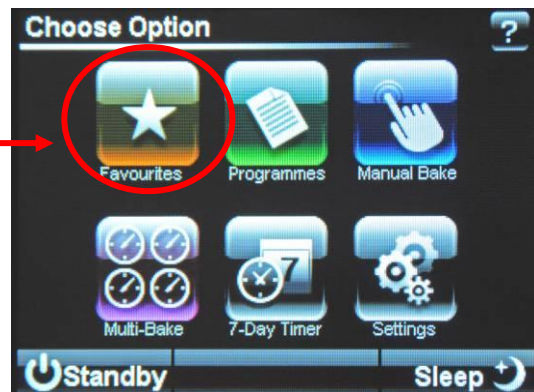 Choose Option
?
Favourites Programmes Manual Bake
7
Multi-Bake 7-Day Timer Settings
Standby Sleep